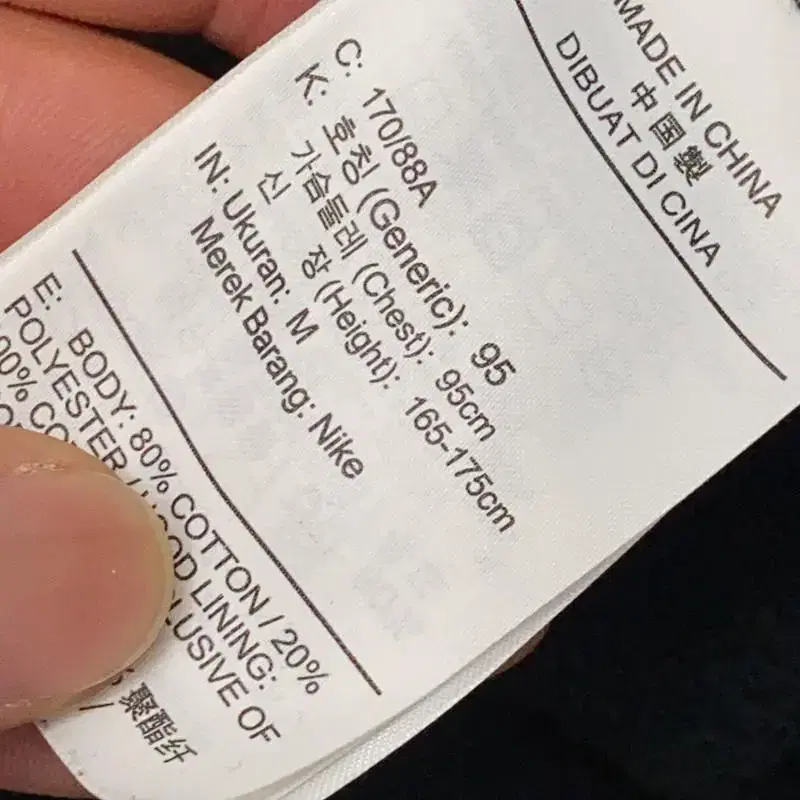 MADE IN CHINA
中国製
DIBUAT DI CINA
C: 170/88A
K: 호칭 (Generic): 95
가슴둘레 (Chest): 95cm
신 장 (Height): 165-175cm
IN: Ukuran: M
Merek Barang: Nike
E: BODY: 80% COTTON / 20%
POLYESTER / HOOD LINING:
OF
聚酯纤
/